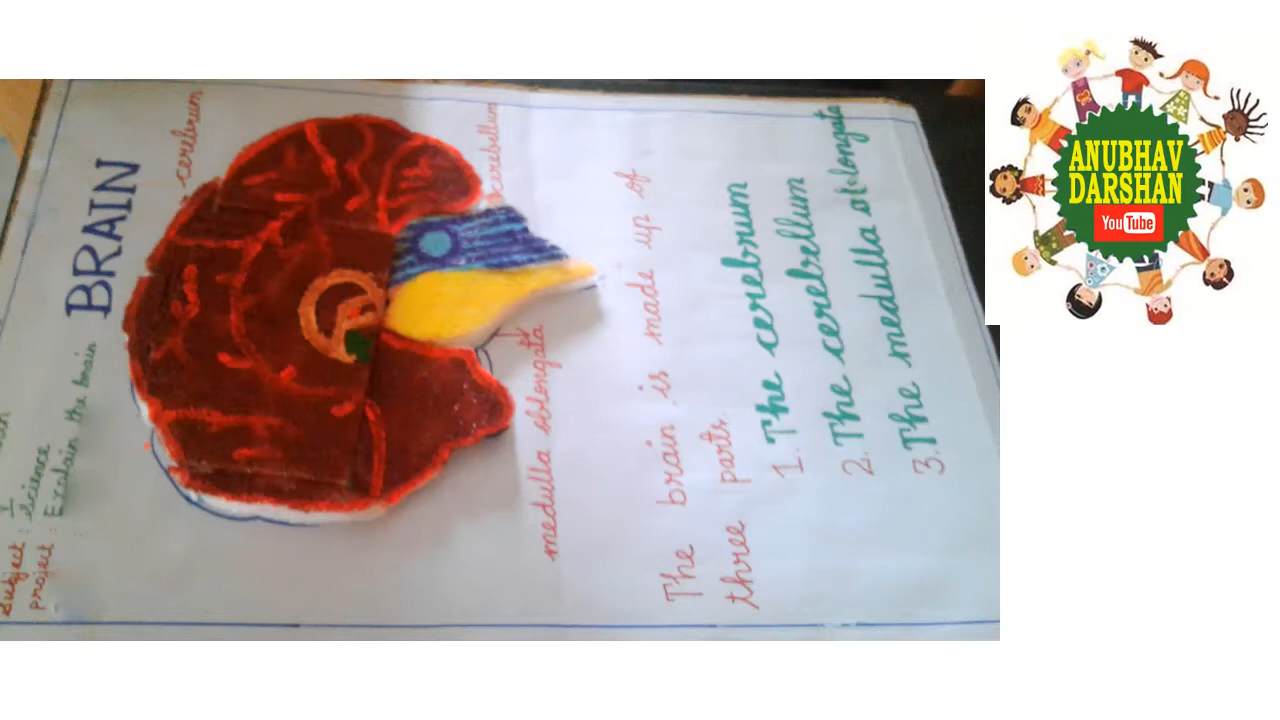 Subject : Science
Project : Explain the brain
BRAIN
cerebrum
cerebellum
medulla oblongata
The brain is made up of
three parts.
1. The cerebrum
2. The cerebellum
3. The medulla oblongata
ANUBHAV
DARSHAN
YouTube